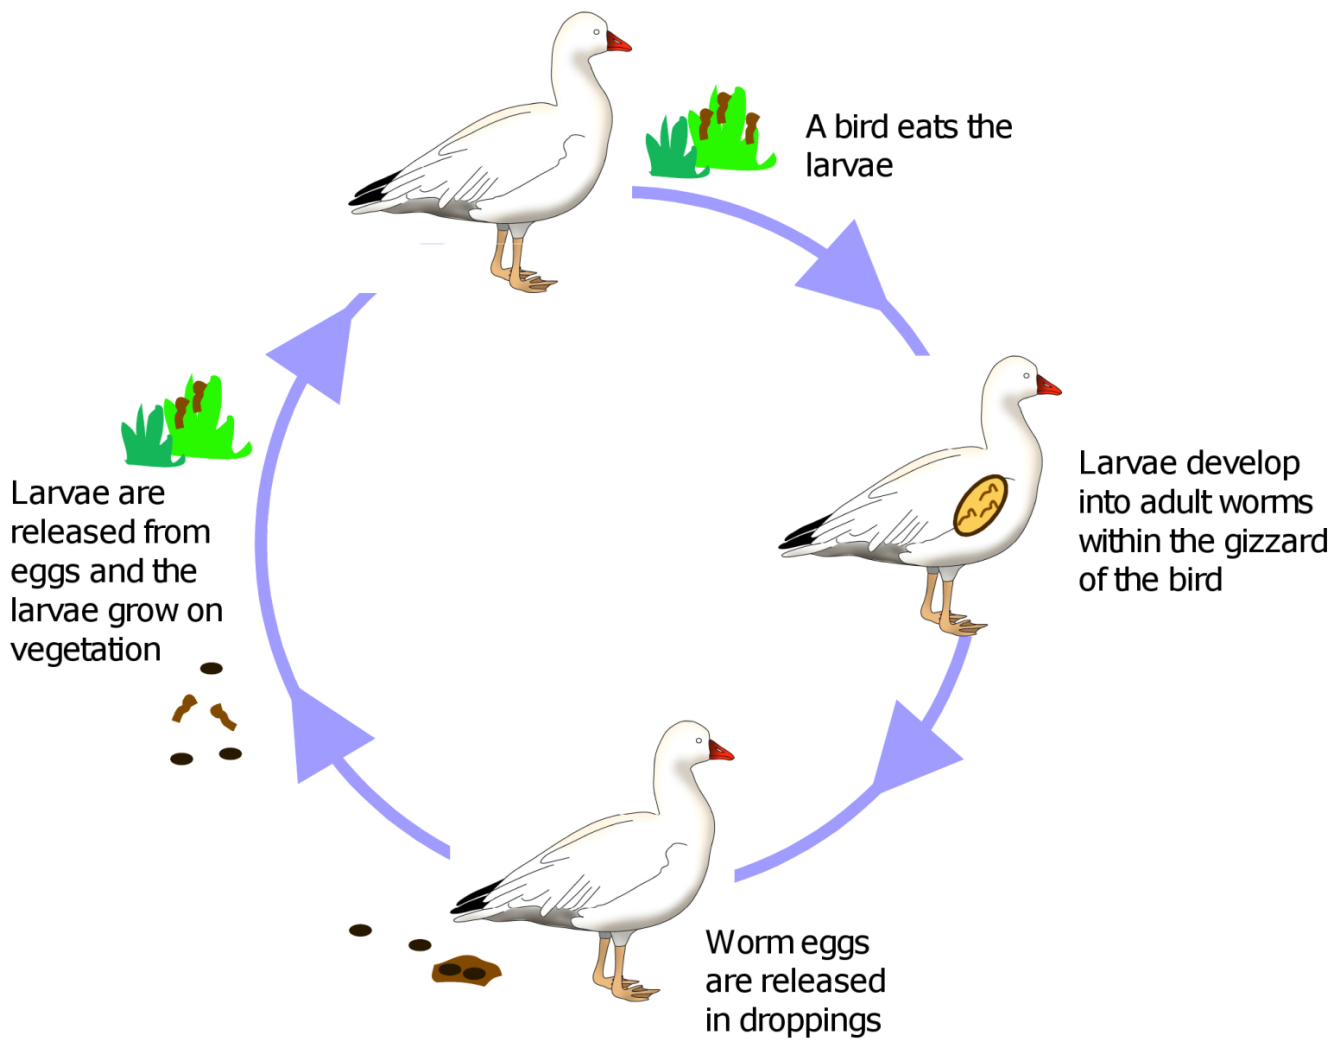 A bird eats the
larvae
Larvae develop
into adult worms
within the gizzard
of the bird
Worm eggs
are released
in droppings
Larvae are
released from
eggs and the
larvae grow on
vegetation